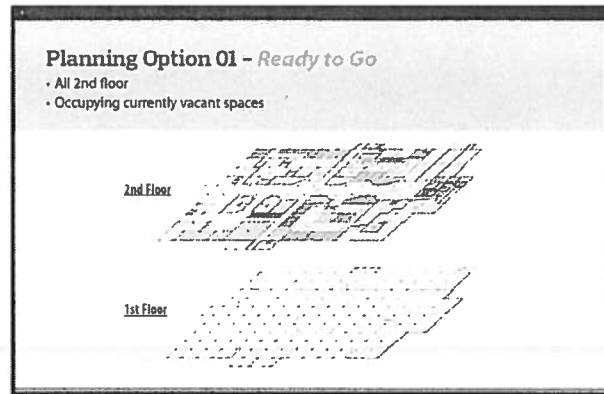 Planning Option 01 – Ready to Go
• All 2nd floor
• Occupying currently vacant spaces
2nd Floor
1st Floor